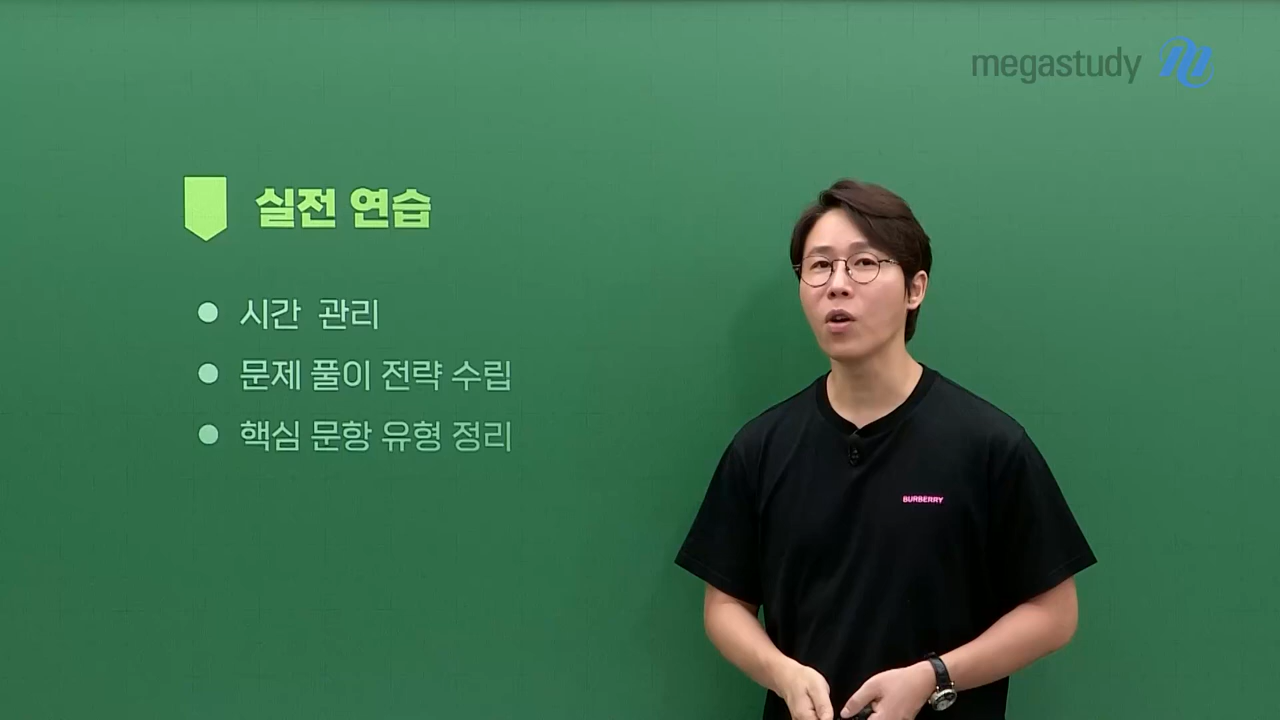 megastudy
실전 연습
시간 관리
문제 풀이 전략 수립
핵심 문항 유형 정리
BURBERRY